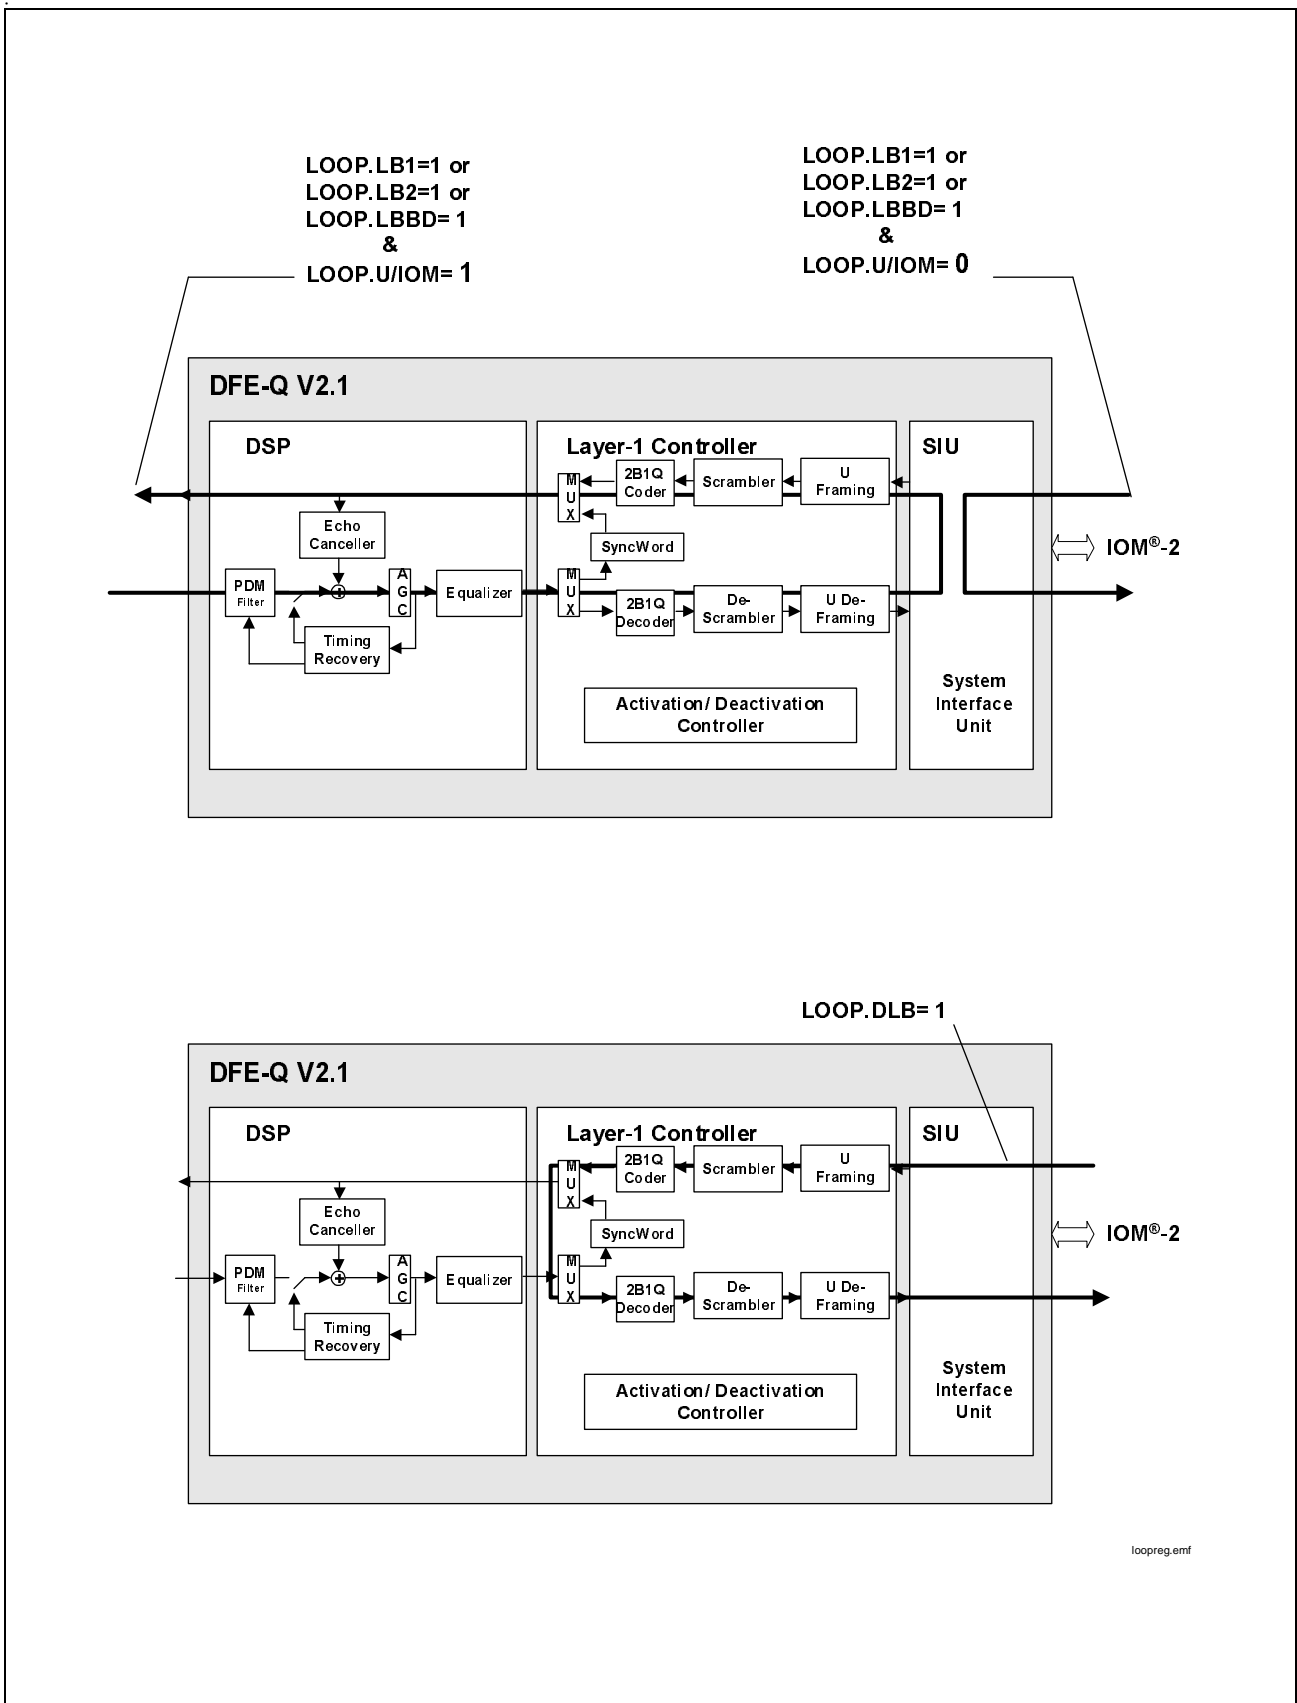 .
LOOP.LB1=1 or
LOOP.LB2=1 or
LOOP.LBBD= 1
&
LOOP.U/IOM= 1
LOOP.LB1=1 or
LOOP.LB2=1 or
LOOP.LBBD= 1
&
LOOP.U/IOM= 0
DFE-Q V2.1
DSP
Layer-1 Controller
SIU
M
U
X
2B1Q
Coder
Scrambler
U
Framing
Echo
Canceller
SyncWord
IOM®-2
PDM
Filter
A
G
C
Equalizer
M
U
X
2B1Q
Decoder
De-
Scrambler
U De-
Framing
Timing
Recovery
System
Interface
Unit
Activation/ Deactivation
Controller
LOOP.DLB= 1
DFE-Q V2.1
DSP
Layer-1 Controller
SIU
M
U
X
2B1Q
Coder
Scrambler
U
Framing
Echo
Canceller
SyncWord
IOM®-2
PDM
Filter
A
G
C
Equalizer
M
U
X
2B1Q
Decoder
De-
Scrambler
U De-
Framing
Timing
Recovery
System
Interface
Unit
Activation/ Deactivation
Controller
loopreg.emf